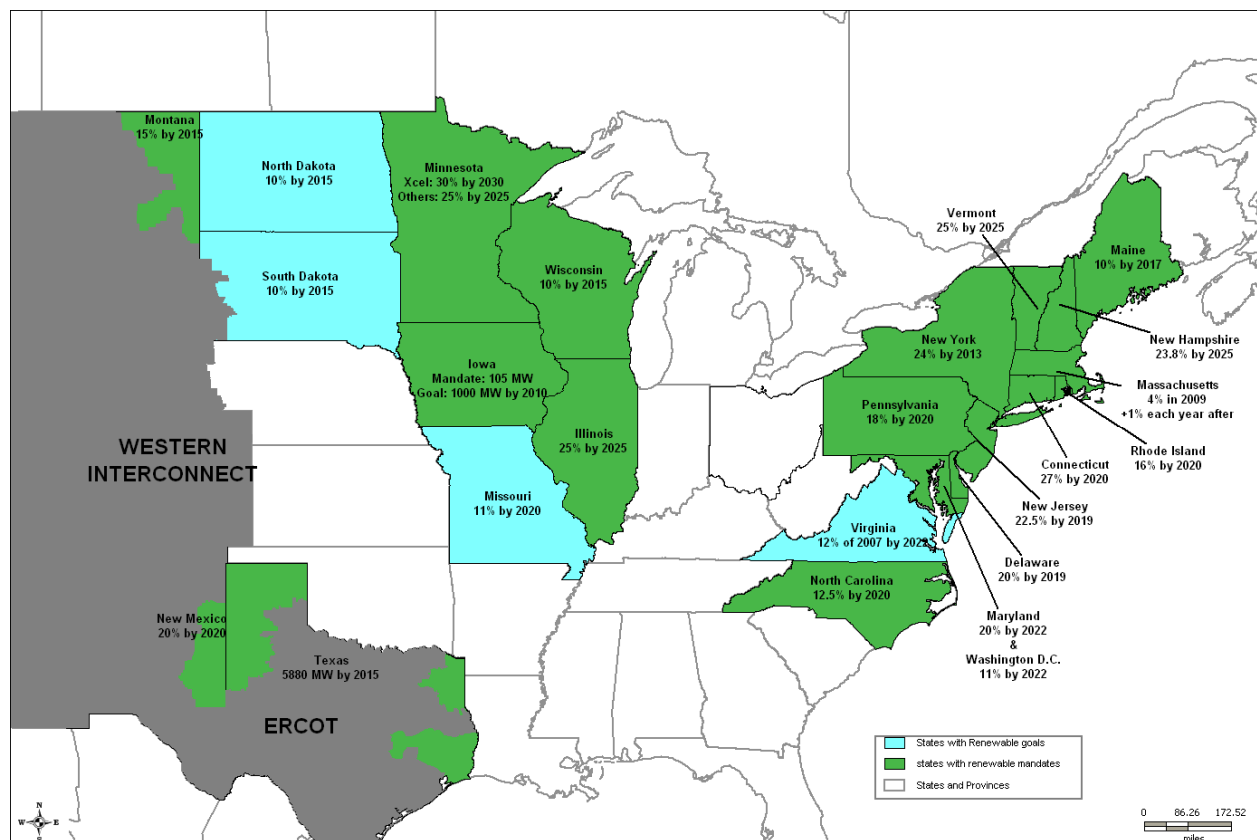 Montana
15% by 2015
North Dakota
10% by 2015
Minnesota
Xcel: 30% by 2030
Others: 25% by 2025
Vermont
25% by 2025
Maine
10% by 2017
South Dakota
10% by 2015
Wisconsin
10% by 2015
New York
24% by 2013
New Hampshire
23.8% by 2025
Iowa
Mandate: 105 MW
Goal: 1000 MW by 2010
Massachusetts
4% in 2009
+1% each year after
Pennsylvania
18% by 2020
Illinois
25% by 2025
Rhode Island
16% by 2020
WESTERN
INTERCONNECT
Connecticut
27% by 2020
Missouri
11% by 2020
New Jersey
22.5% by 2019
Virginia
12% of 2007 by 2022
Delaware
20% by 2019
North Carolina
12.5% by 2020
New Mexico
20% by 2020
Maryland
20% by 2022
&
Washington D.C.
11% by 2022
Texas
5880 MW by 2015
ERCOT
States with Renewable goals
states with renewable mandates
States and Provinces
N
W E
S
0 86.26 172.52
miles